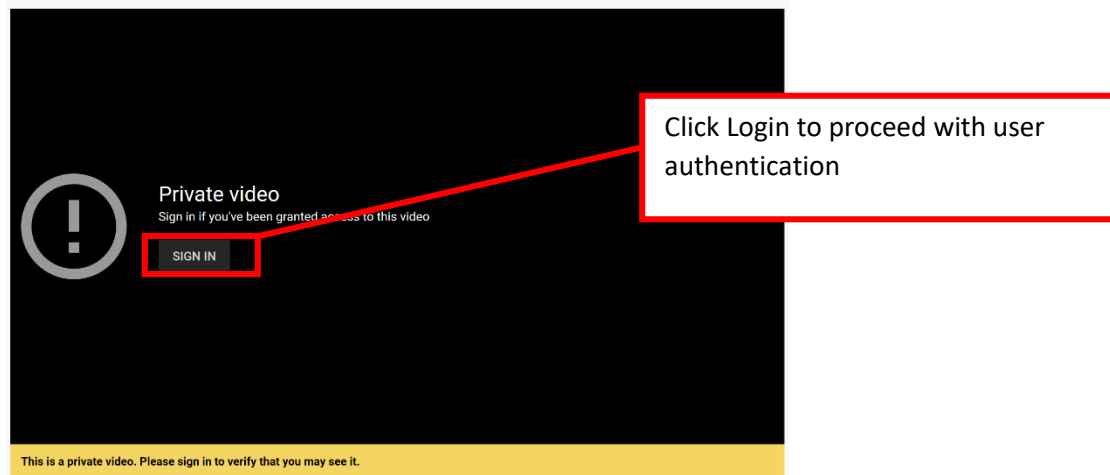 Click Login to proceed with user
authentication
Private video
Sign in if you've been granted access to this video
SIGN IN
This is a private video. Please sign in to verify that you may see it.